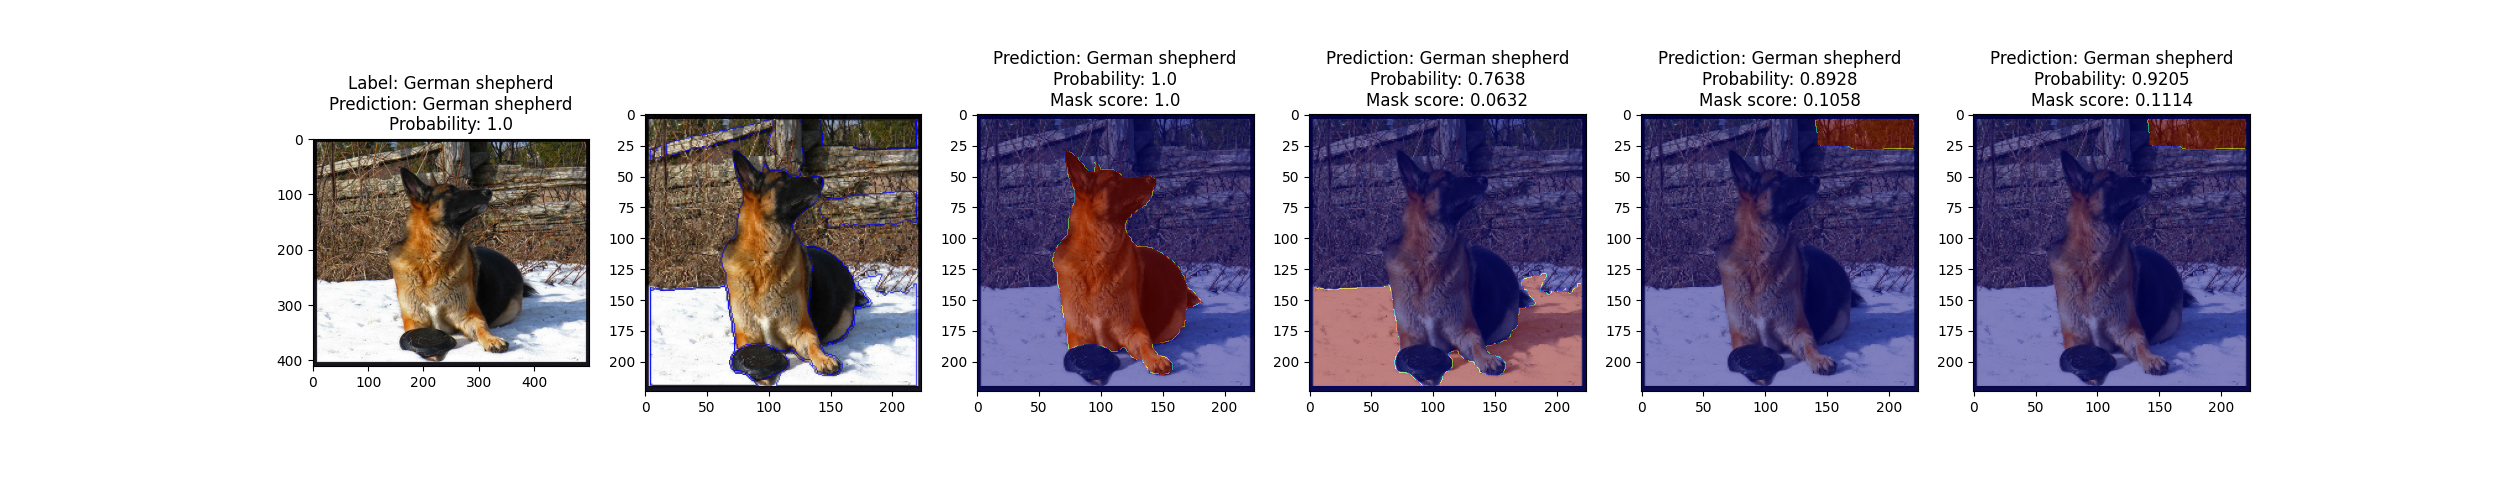 Label: German shepherd
Prediction: German shepherd
Probability: 1.0
0
100
200
300
400
0 100 200 300 400
0
25
50
75
100
125
150
175
200
0 50 100 150 200
Prediction: German shepherd
Probability: 1.0
Mask score: 1.0
0
25
50
75
100
125
150
175
200
0 50 100 150 200
Prediction: German shepherd
Probability: 0.7638
Mask score: 0.0632
0
25
50
75
100
125
150
175
200
0 50 100 150 200
Prediction: German shepherd
Probability: 0.8928
Mask score: 0.1058
0
25
50
75
100
125
150
175
200
0 50 100 150 200
Prediction: German shepherd
Probability: 0.9205
Mask score: 0.1114
0
25
50
75
100
125
150
175
200
0 50 100 150 200